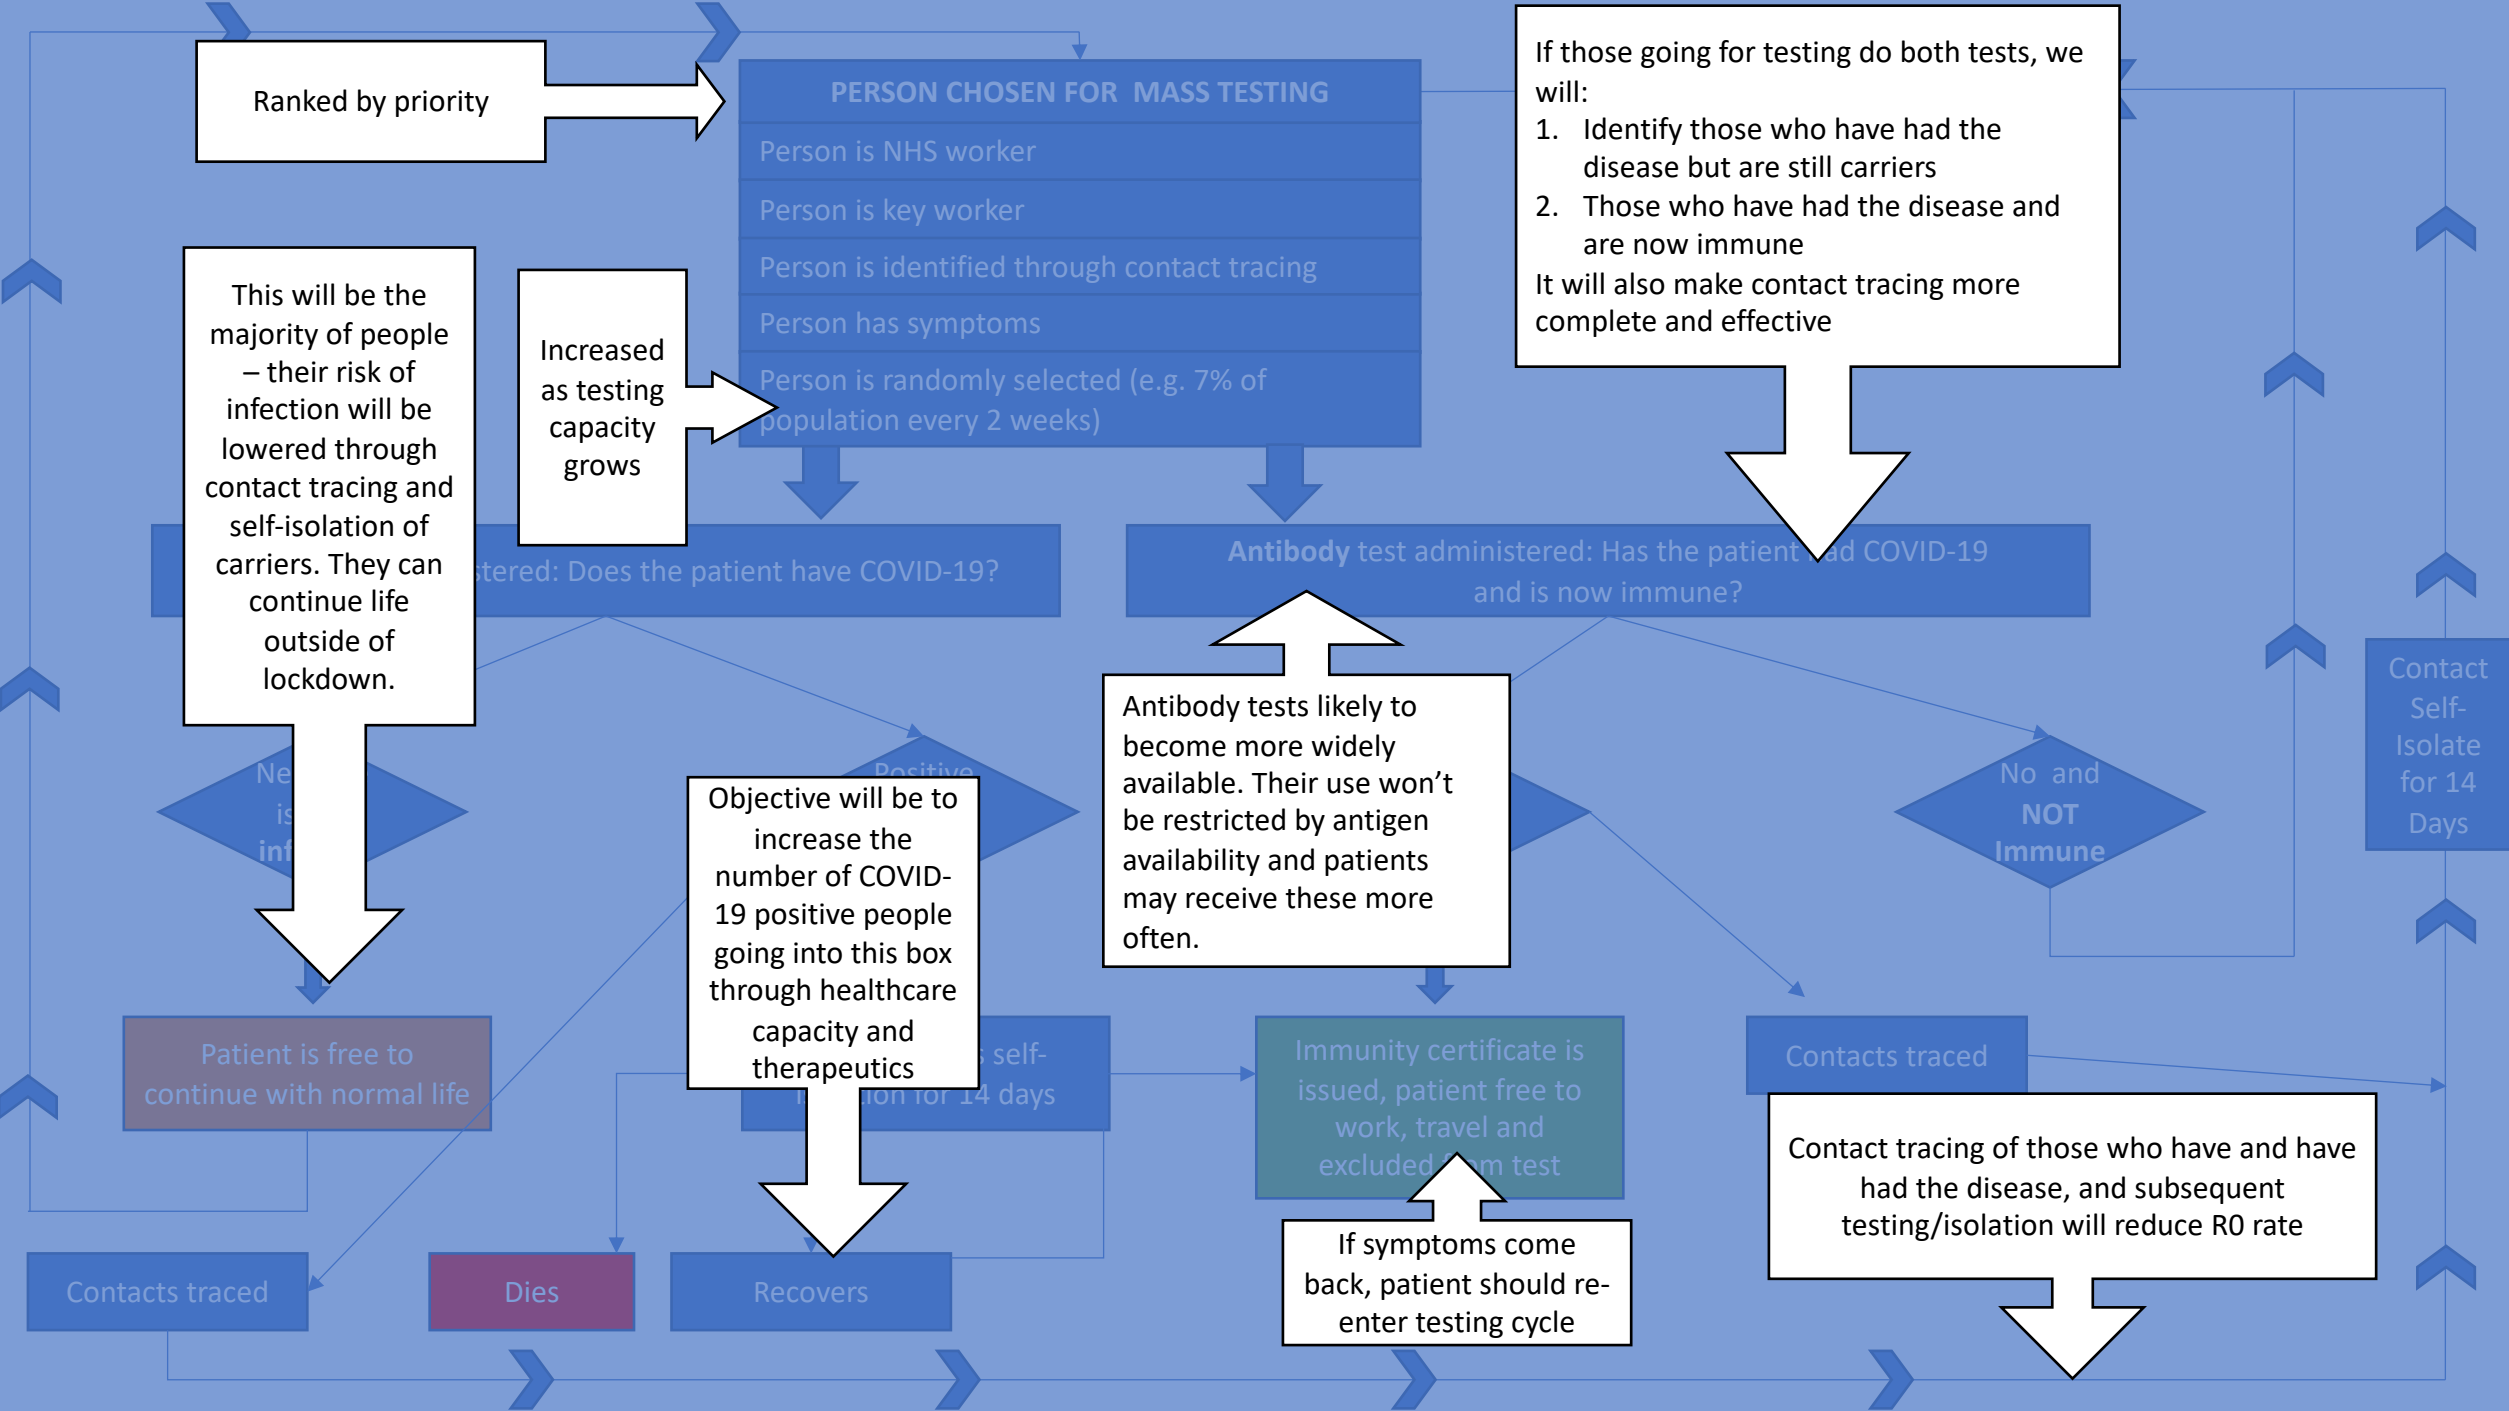 Ranked by priority
PERSON CHOSEN FOR MASS TESTING
Person is NHS worker
Person is key worker
Person is identified through contact tracing
Person has symptoms
Person is randomly selected (e.g. 7% of
population every 2 weeks)
If those going for testing do both tests, we
will:
1. Identify those who have had the
disease but are still carriers
2. Those who have had the disease and
are now immune
It will also make contact tracing more
complete and effective
This will be the
majority of people
– their risk of
infection will be
lowered through
contact tracing and
self-isolation of
carriers. They can
continue life
outside of
lockdown.
Increased
as testing
capacity
grows
Does the patient have COVID-19?
Antibody test administered: Has the patient had COVID-19
and is now immune?
Contact
Self-
Isolate
for 14
Days
Positive
Objective will be to
increase the
number of COVID-
19 positive people
going into this box
through healthcare
capacity and
therapeutics
Antibody tests likely to
become more widely
available. Their use won’t
be restricted by antigen
availability and patients
may receive these more
often.
No and
NOT
Immune
Patient is free to
continue with normal life
self-
for 14 days
Immunity certificate is
issued, patient free to
work, travel and
excluded from test
Contacts traced
Contact tracing of those who have and have
had the disease, and subsequent
testing/isolation will reduce R0 rate
If symptoms come
back, patient should re-
enter testing cycle
Contacts traced
Dies
Recovers